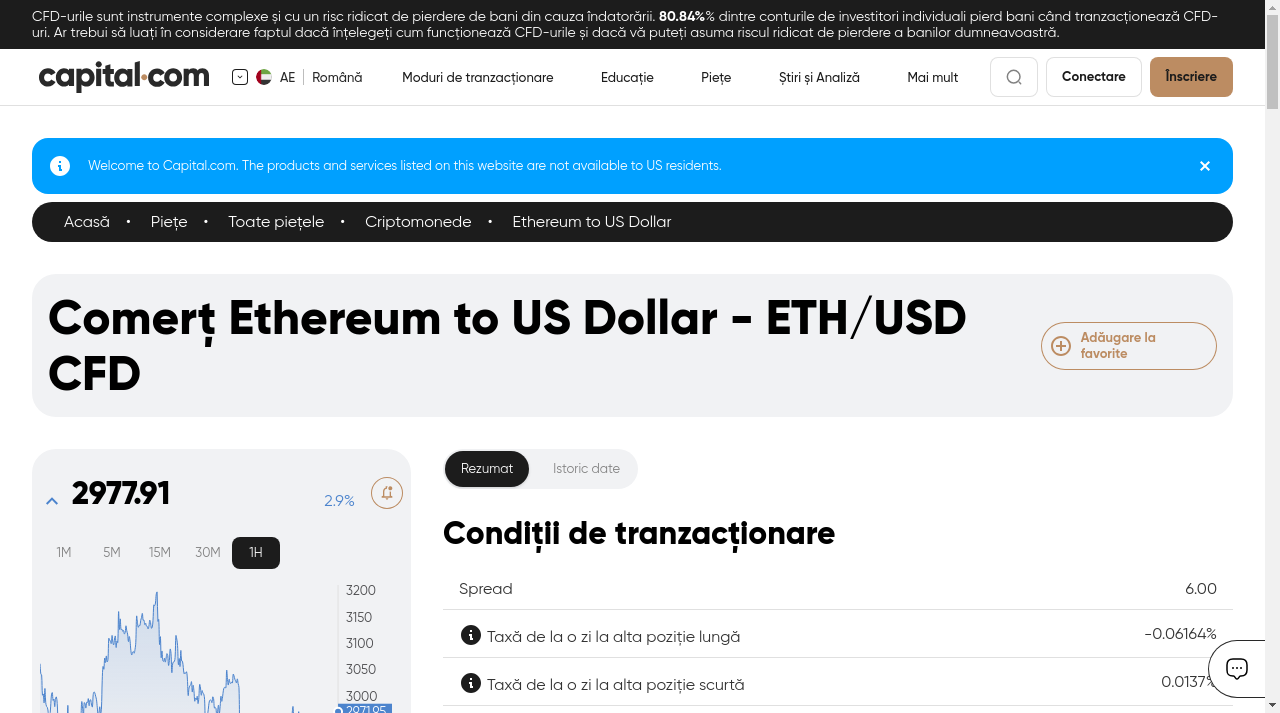 CFD-urile sunt instrumente complexe și cu un risc ridicat de pierdere de bani din cauza îndatorării. 80.84%% dintre conturile de investitori individuali pierd bani când tranzacționează CFD-
uri. Ar trebui să luați în considerare faptul dacă înțelegeți cum funcționează CFD-urile și dacă vă puteți asuma riscul ridicat de pierdere a banilor dumneavoastră.
capital.com AE Română Moduri de tranzacționare Educație Piețe Știri și Analiză Mai mult Conectare Înscriere
Welcome to Capital.com. The products and services listed on this website are not available to US residents.
Acasă • Piețe • Toate piețele • Criptomonede • Ethereum to US Dollar
Comerț Ethereum to US Dollar - ETH/USD
CFD
Adăugare la
favorite
2977.91 2.9%
1M 5M 15M 30M 1H
3200
3150
3100
3050
3000
2971.95
Rezumat Istoric date
Condiții de tranzacționare
Spread 6.00
Taxă de la o zi la alta poziție lungă -0.06164%
Taxă de la o zi la alta poziție scurtă 0.0137%